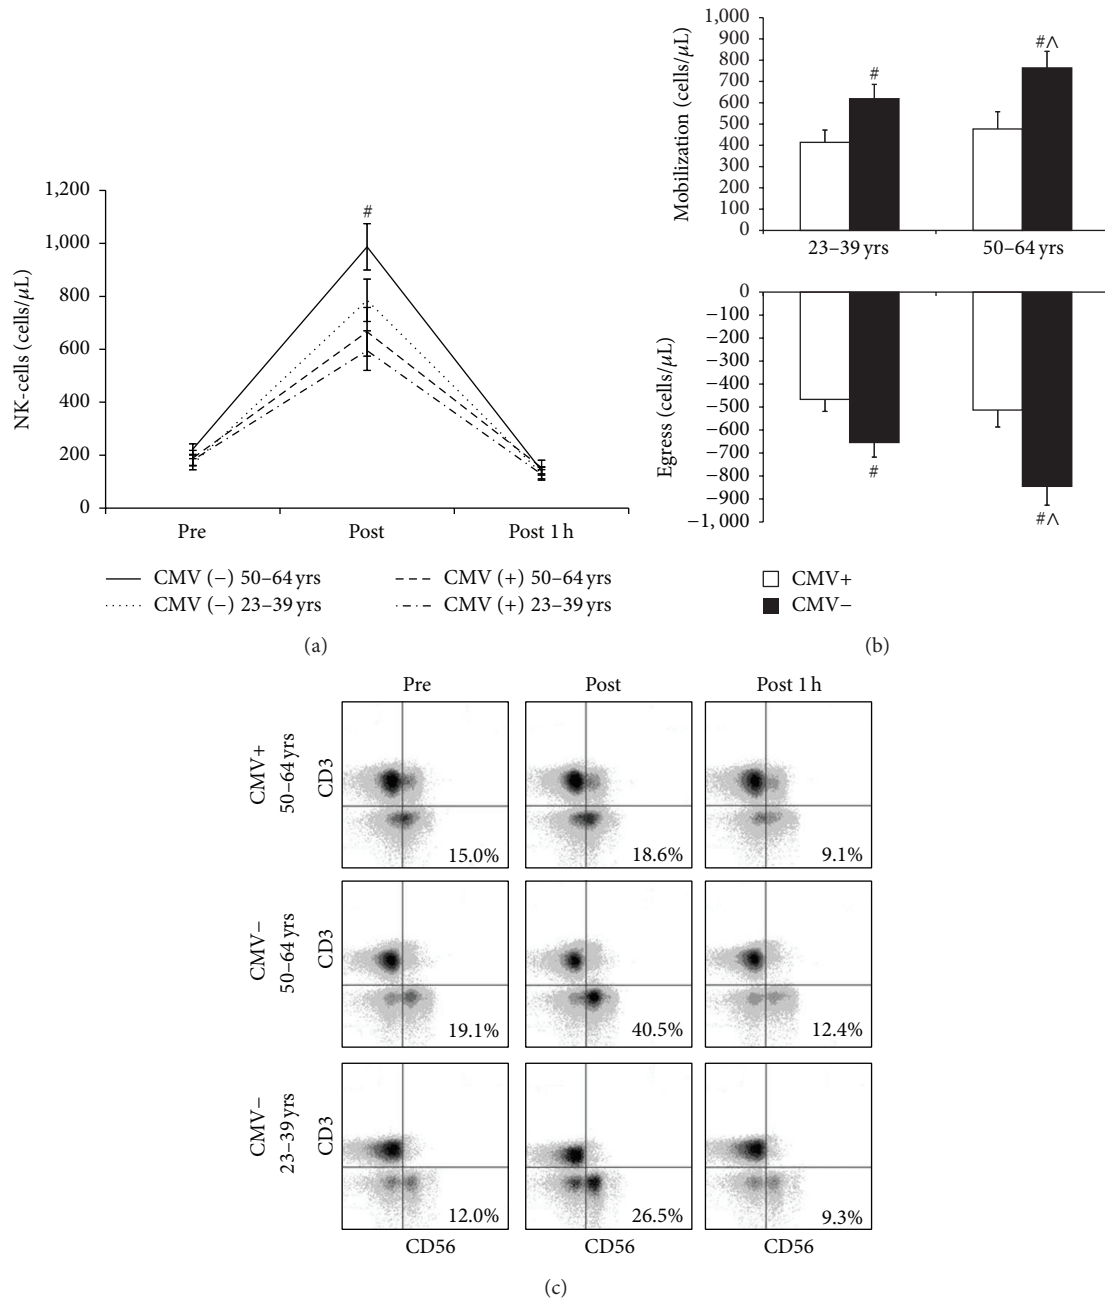 1,200
1,000
800
600
400
200
0
NK-cells (cells/μL)
#
Pre
Post
Post 1 h
CMV (−) 50–64 yrs
CMV (−) 23–39 yrs
CMV (+) 50–64 yrs
CMV (+) 23–39 yrs
(a)
1,000
900
800
700
600
500
400
300
200
100
0
Mobilization (cells/μL)
#
#∧
23–39 yrs
50–64 yrs
0
−100
−200
−300
−400
−500
−600
−700
−800
−900
−1,000
Egress (cells/μL)
#
#∧
CMV+
CMV−
(b)
Pre
Post
Post 1 h
CMV+
50–64 yrs
CD3
15.0%
18.6%
9.1%
CMV−
50–64 yrs
CD3
19.1%
40.5%
12.4%
CMV−
23–39 yrs
CD3
12.0%
26.5%
9.3%
CD56
CD56
CD56
(c)